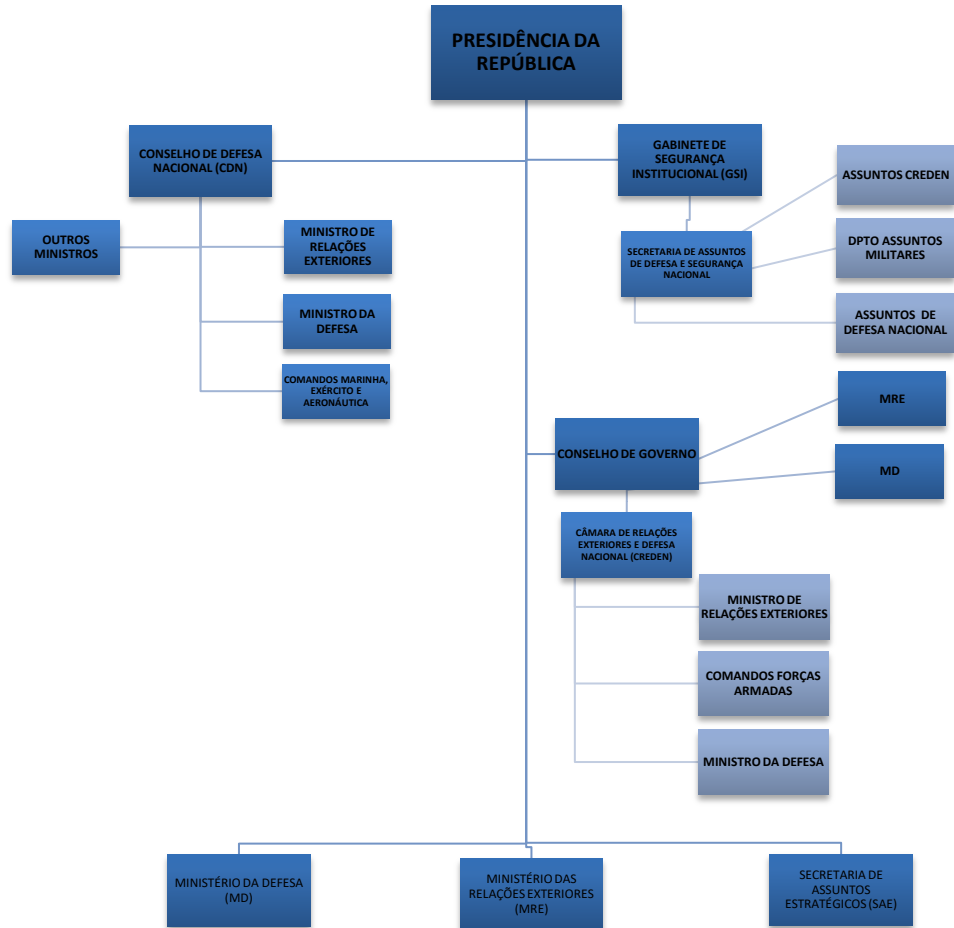 PRESIDÊNCIA DA
REPÚBLICA
CONSELHO DE DEFESA
NACIONAL (CDN)
OUTROS
MINISTROS
MINISTRO DE
RELAÇÕES
EXTERIORES
MINISTRO DA
DEFESA
COMANDOS MARINHA,
EXÉRCITO E
AERONÁUTICA
GABINETE DE
SEGURANÇA
INSTITUCIONAL (GSI)
SECRETARIA DE ASSUNTOS
DE DEFESA E SEGURANÇA
NACIONAL
ASSUNTOS CREDEN
DPTO ASSUNTOS
MILITARES
ASSUNTOS DE
DEFESA NACIONAL
CONSELHO DE GOVERNO
MRE
MD
CÂMARA DE RELAÇÕES
EXTERIORES E DEFESA
NACIONAL (CREDEN)
MINISTRO DE
RELAÇÕES EXTERIORES
COMANDOS FORÇAS
ARMADAS
MINISTRO DA DEFESA
MINISTÉRIO DA DEFESA
(MD)
MINISTÉRIO DAS
RELAÇÕES EXTERIORES
(MRE)
SECRETARIA DE
ASSUNTOS
ESTRATÉGICOS (SAE)